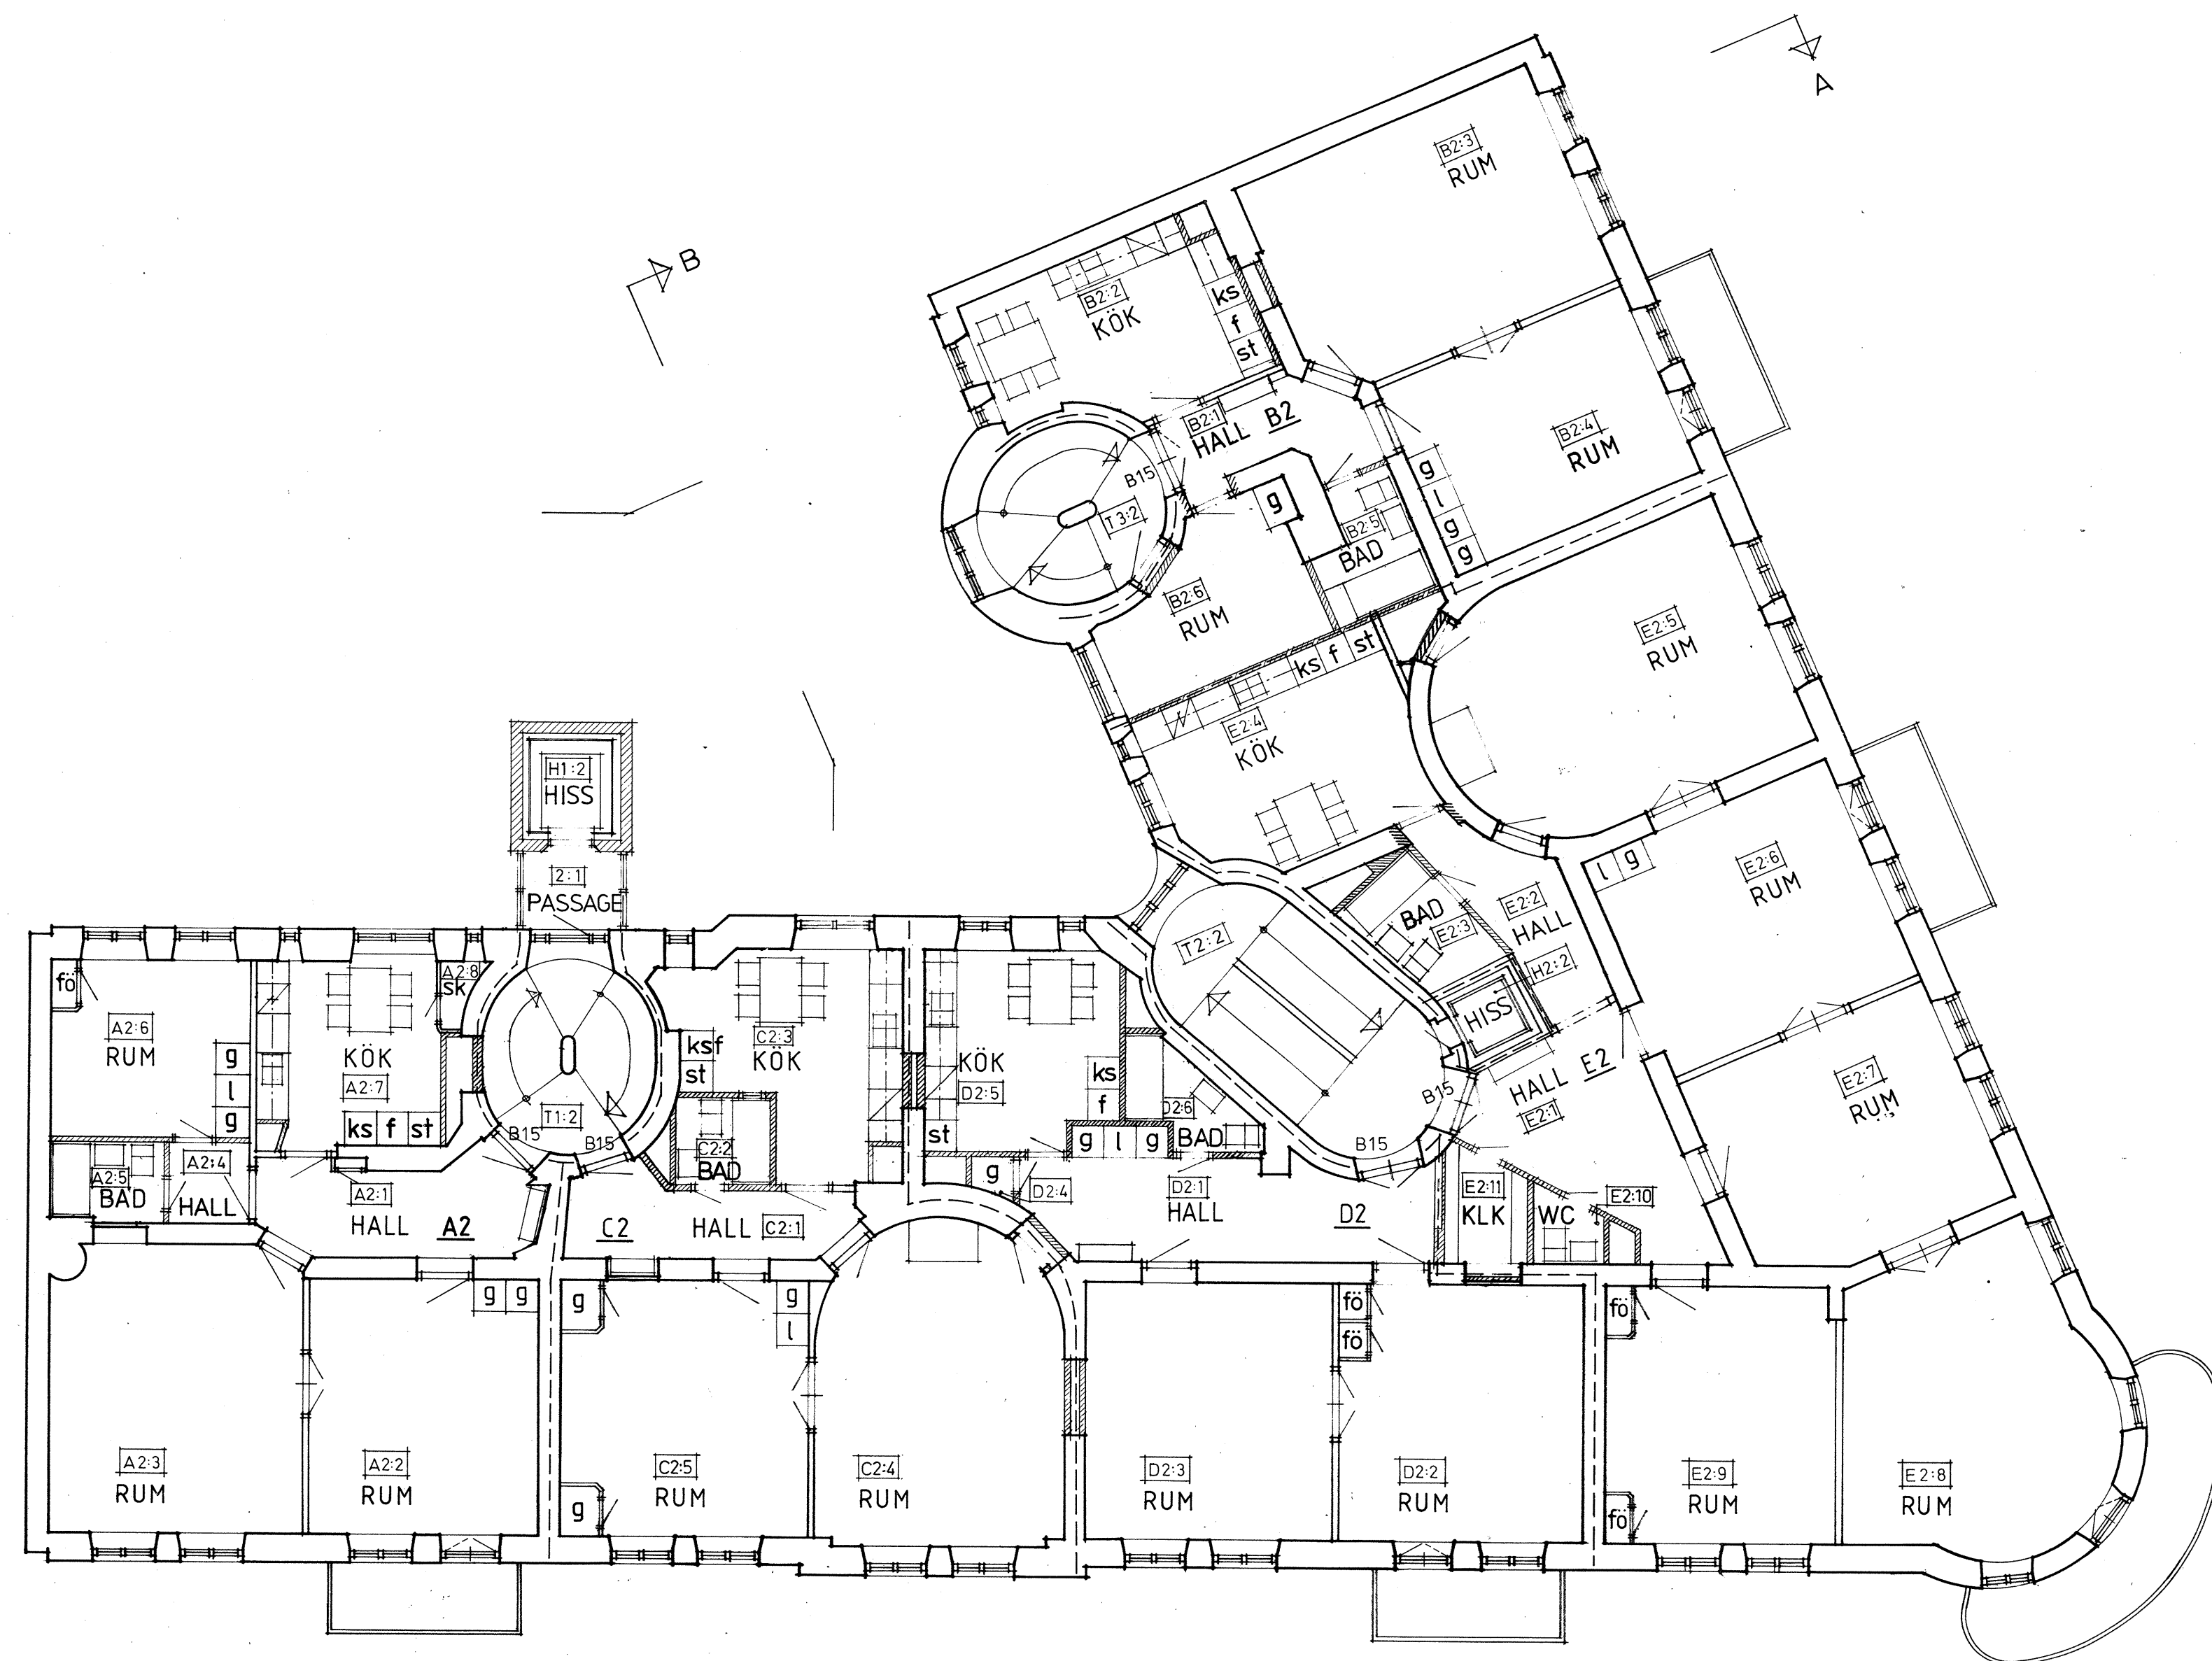 A
B
B2:3
RUM
B2:2
KÖK
ks
f
st
B2:1
HALL B2
B2:4
RUM
B15
T3:2
g
g
l
g
g
B2:5
BAD
B2:6
RUM
E2:5
RUM
ks f st
E2:4
KÖK
H1:2
HISS
2:1
PASSAGE
l g
E2:6
RUM
E2:2
HALL
BAD
E2:3
H2:2
HISS
T2:2
HALL E2
E2:1
B15
B15
E2:7
RUM
fö
A2:6
RUM
g
l
g
A2:8
sk
KÖK
A2:7
ks f st
T1:2
B15
B15
ksf
st
C2:3
KÖK
C2:2
BAD
KÖK
D2:5
ks
f
st
D2:6
g l g
BAD
A2:5
BAD
A2:4
HALL
A2:1
HALL
A2
C2
HALL
C2:1
g
D2:4
D2:1
HALL
D2
E2:11
KLK
WC
E2:10
g g
g
g
l
fö
fö
fö
A2:3
RUM
A2:2
RUM
g
C2:5
RUM
C2:4
RUM
D2:3
RUM
D2:2
RUM
fö
E2:9
RUM
E2:8
RUM